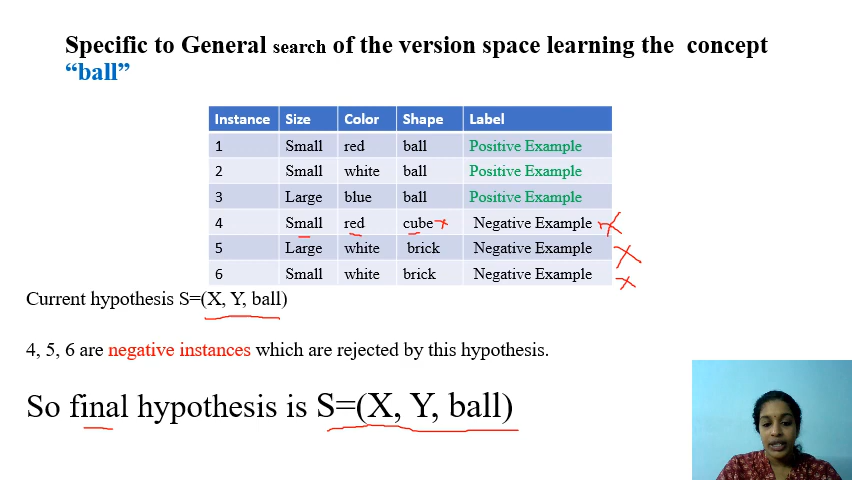 Specific to General search of the version space learning the concept
“ball”
Instance Size Color Shape Label
1 Small red ball Positive Example
2 Small white ball Positive Example
3 Large blue ball Positive Example
4 Small red cube Negative Example
5 Large white brick Negative Example
6 Small white brick Negative Example
Current hypothesis S=(X, Y, ball)
4, 5, 6 are negative instances which are rejected by this hypothesis.
So final hypothesis is S=(X, Y, ball)